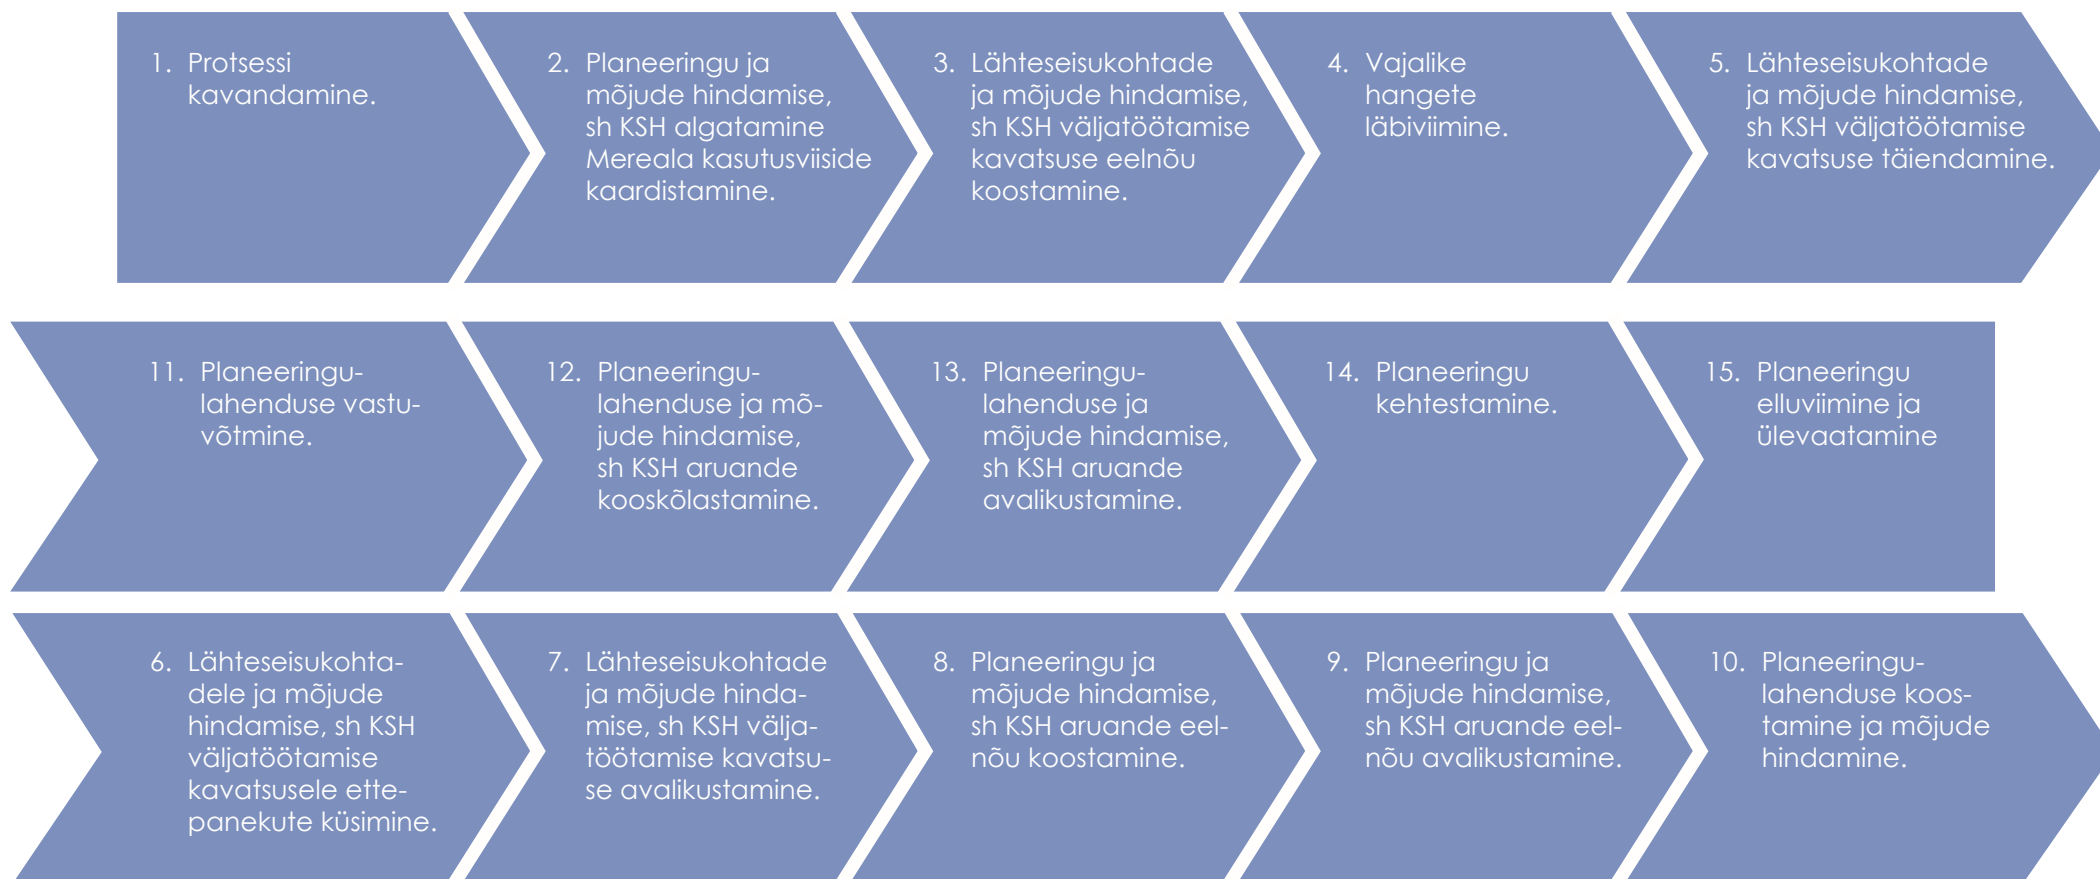 1. Protsessi
kavandamine.
2. Planeeringu ja
mõjude hindamise,
sh KSH algatamine
Mereala kasutusviiside
kaardistamine.
3. Lähteseisukohtade
ja mõjude hindamise,
sh KSH väljatöötamise
kavatsuse eelnõu
koostamine.
4. Vajalike
hangete
läbiviimine.
5. Lähteseisukohtade
ja mõjude hindamise,
sh KSH väljatöötamise
kavatsuse täiendamine.
11. Planeeringu-
lahenduse vastu-
võtmine.
12. Planeeringu-
lahenduse ja mõ-
jude hindamise,
sh KSH aruande
kooskõlastamine.
13. Planeeringu-
lahenduse ja
mõjude hindamise,
sh KSH aruande
avalikustamine.
14. Planeeringu
kehtestamine.
15. Planeeringu
elluviimine ja
ülevaatamine
6. Lähteseisukohta-
dele ja mõjude
hindamise, sh KSH
väljatöötamise
kavatsusele ette-
panekute küsimine.
7. Lähteseisukohtade
ja mõjude hinda-
mise, sh KSH välja-
töötamise kavatsu-
se avalikustamine.
8. Planeeringu ja
mõjude hindamise,
sh KSH aruande eel-
nõu koostamine.
9. Planeeringu ja
mõjude hindamise,
sh KSH aruande eel-
nõu avalikustamine.
10. Planeeringu-
lahenduse koos-
tamine ja mõjude
hindamine.